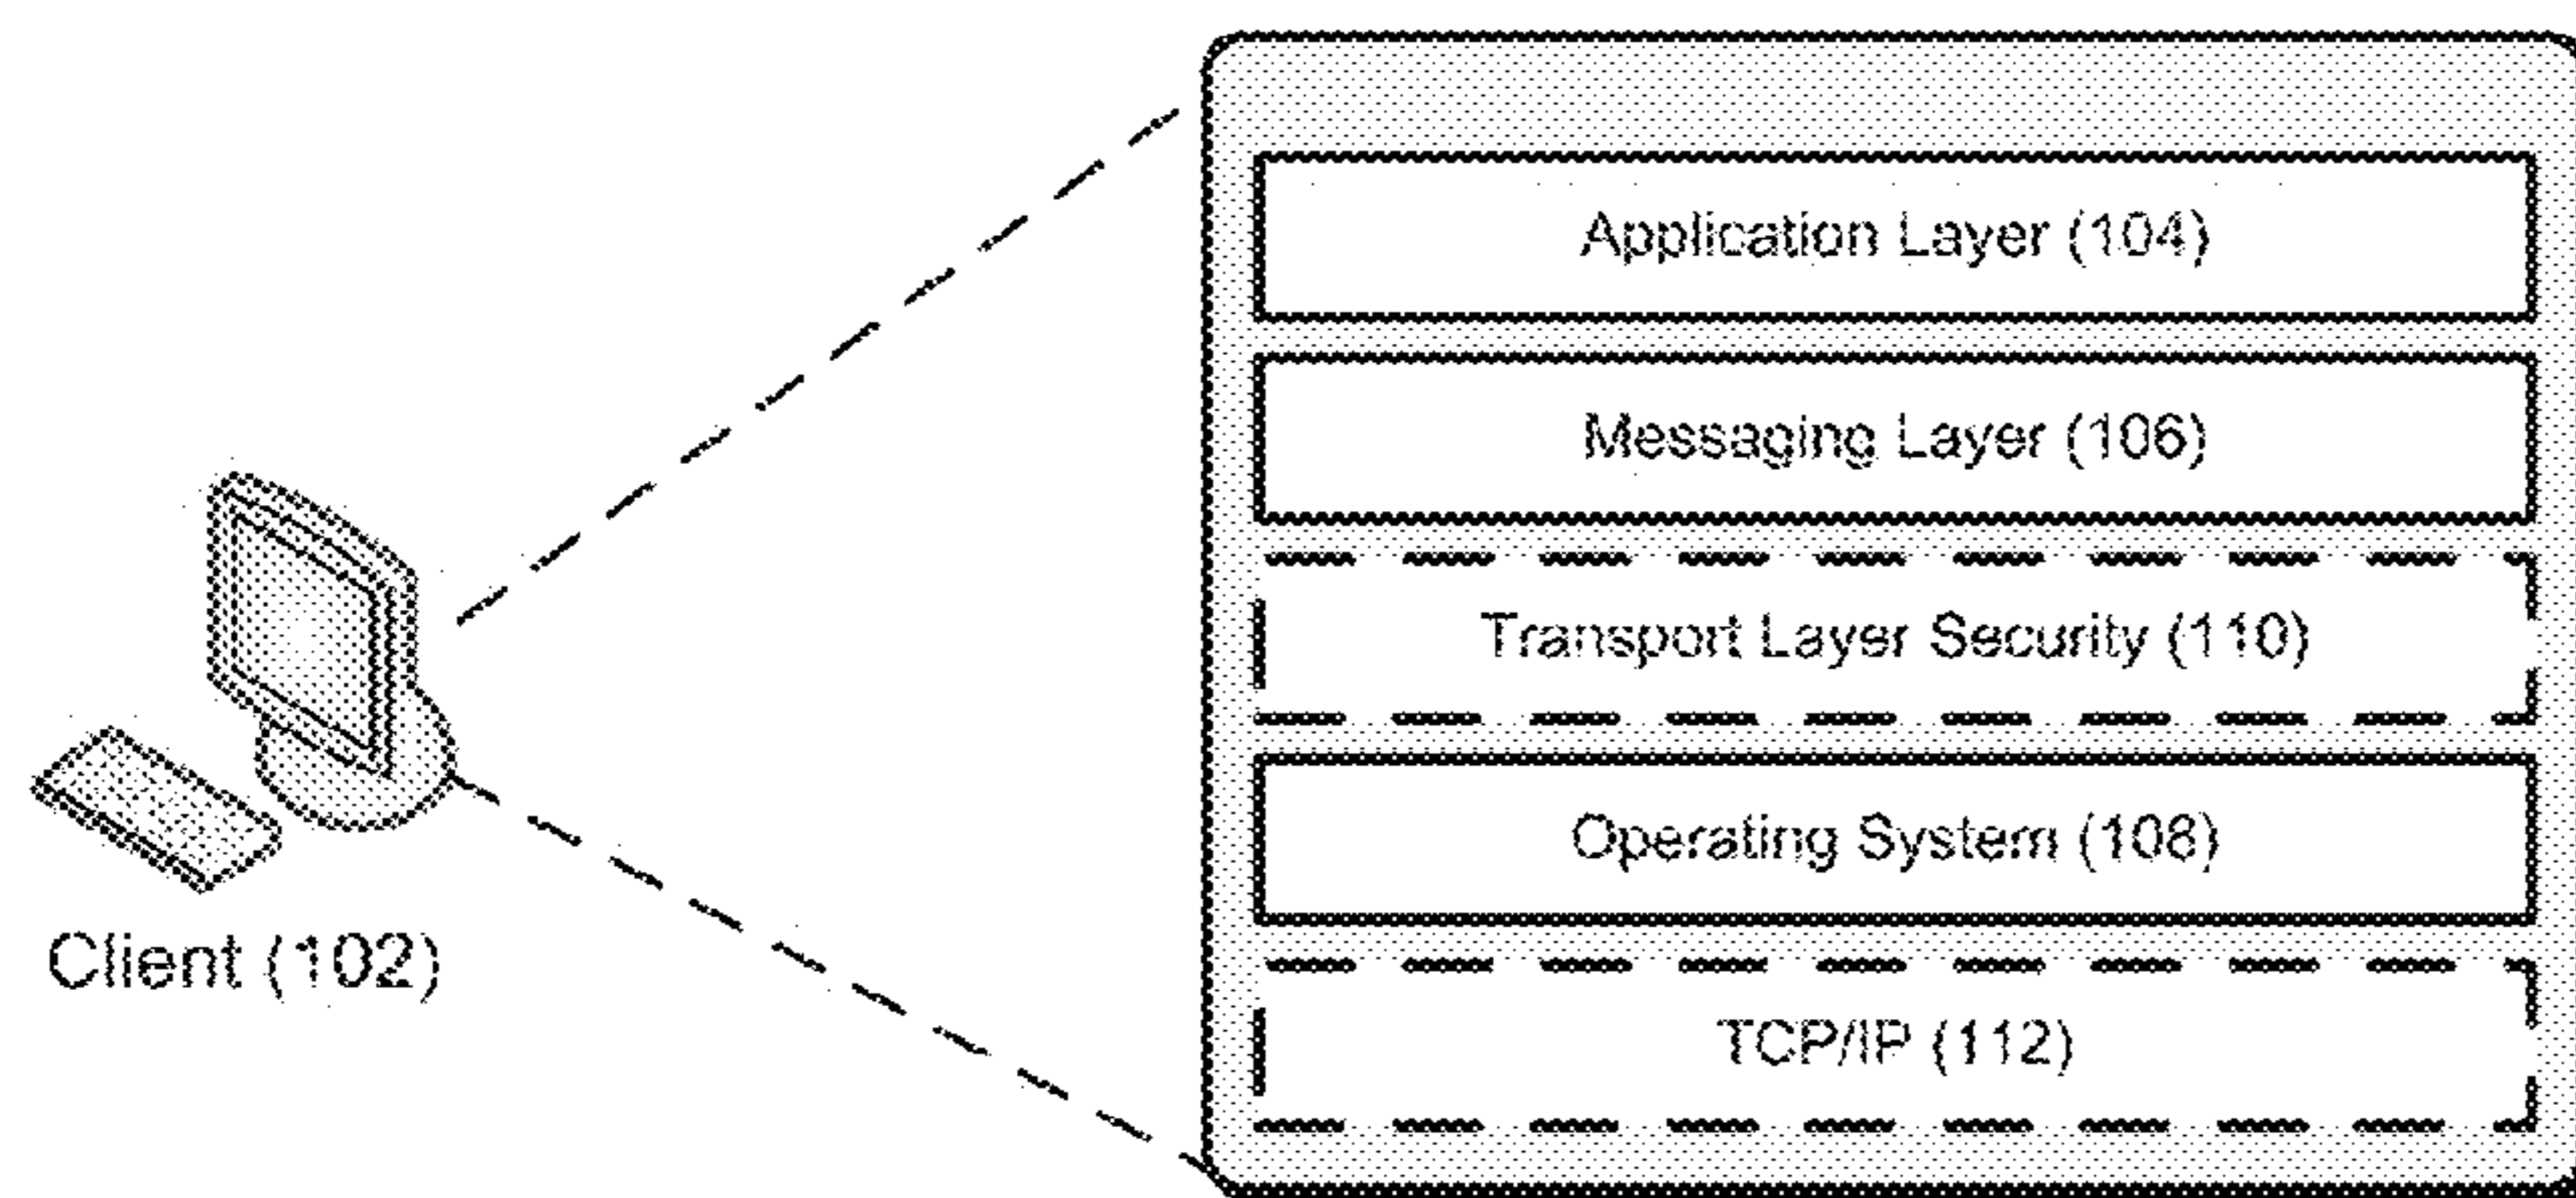 Application Layer (104)
Messaging Layer (106)
Transport Layer Security (110)
Operating System (108)
TCP/IP (112)
Client (102)